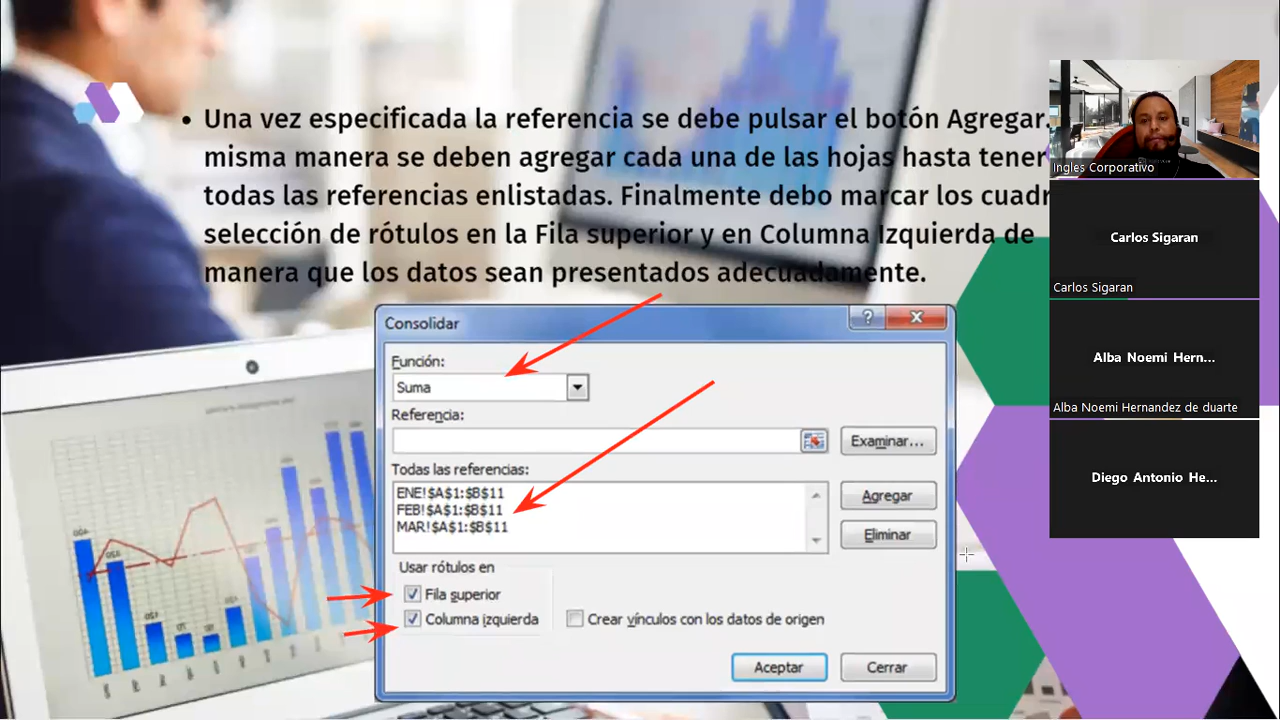 Una vez especificada la referencia se debe pulsar el botón Agregar.
misma manera se deben agregar cada una de las hojas hasta tener
todas las referencias enlistadas. Finalmente debo marcar los cuadr
selección de rótulos en la Fila superior y en Columna Izquierda de
manera que los datos sean presentados adecuadamente.
Consolidar
Función:
Suma
Referencia:
Examinar...
Todas las referencias:
ENE!$A$1:$B$11
FEB!$A$1:$B$11
MAR!$A$1:$B$11
Agregar
Eliminar
Usar rótulos en
Fila superior
Columna izquierda
Crear vínculos con los datos de origen
Aceptar
Cerrar
Ingles Corporativo
Carlos Sigaran
Carlos Sigaran
Alba Noemi Hern...
Alba Noemi Hernandez de duarte
Diego Antonio He...